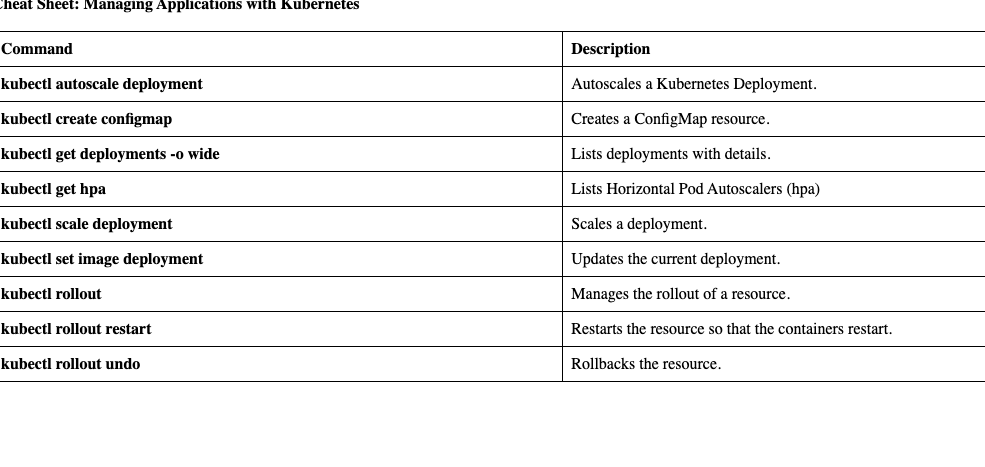 Cheat Sheet: Managing Applications with Kubernetes
Command Description
kubectl autoscale deployment Autoscales a Kubernetes Deployment.
kubectl create configmap Creates a ConfigMap resource.
kubectl get deployments -o wide Lists deployments with details.
kubectl get hpa Lists Horizontal Pod Autoscalers (hpa)
kubectl scale deployment Scales a deployment.
kubectl set image deployment Updates the current deployment.
kubectl rollout Manages the rollout of a resource.
kubectl rollout restart Restarts the resource so that the containers restart.
kubectl rollout undo Rollbacks the resource.